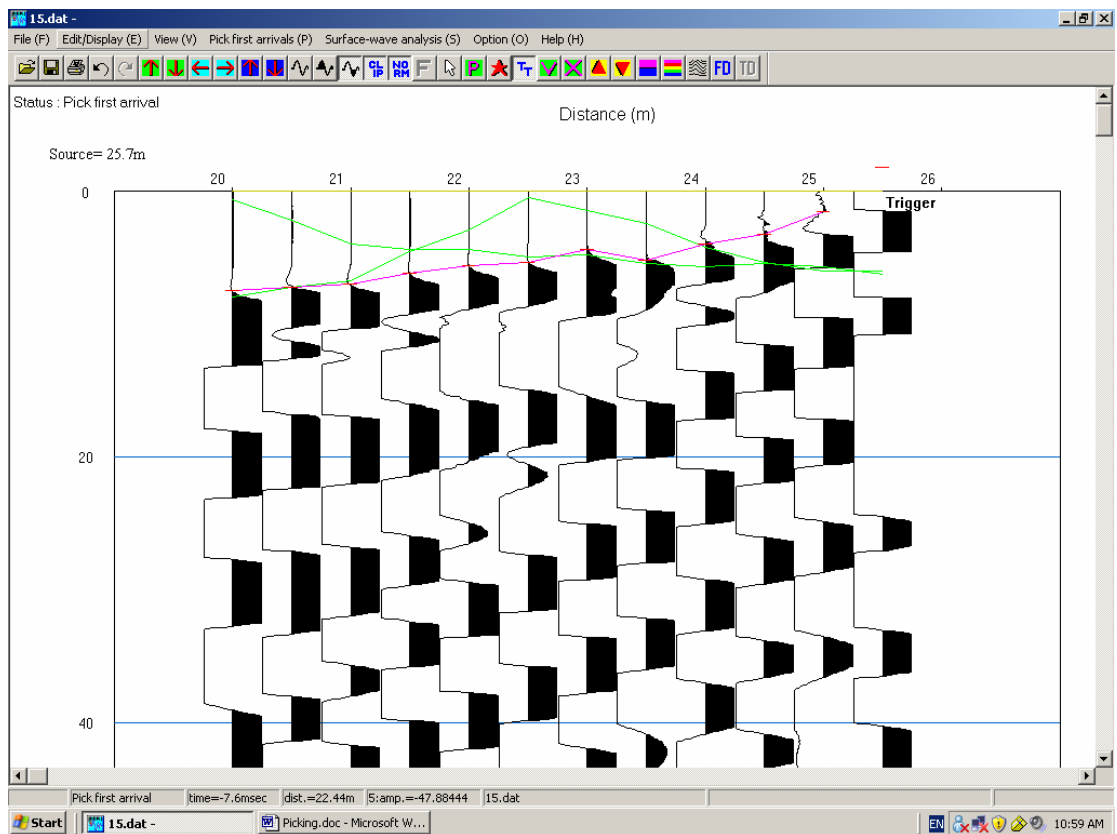 15.dat -
File (F) Edit/Display (E) View (V) Pick first arrivals (P) Surface-wave analysis (S) Option (O) Help (H)
CL IP NO RM F P TT FD TD
Status : Pick first arrival
Distance (m)
Source= 25.7m
20 21 22 23 24 25 26
0
Trigger
20
40
Pick first arrival time=-7.6msec dist.=22.44m 5:amp.=-47.88444 15.dat
Start 15.dat - Picking.doc - Microsoft W... EN 10:59 AM